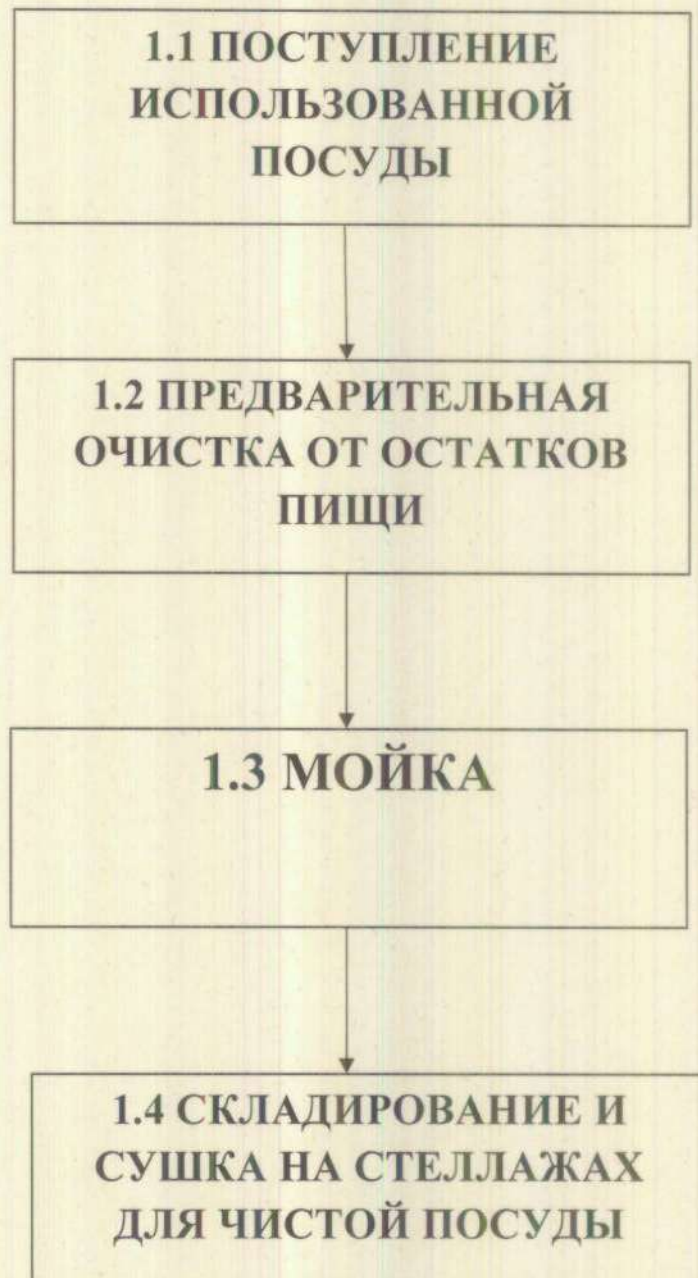 1.1 ПОСТУПЛЕНИЕ
ИСПОЛЬЗОВАННОЙ
ПОСУДЫ
1.2 ПРЕДВАРИТЕЛЬНАЯ
ОЧИСТКА ОТ ОСТАТКОВ
ПИЩИ
1.3 МОЙКА
1.4 СКЛАДИРОВАНИЕ И
СУШКА НА СТЕЛЛАЖАХ
ДЛЯ ЧИСТОЙ ПОСУДЫ